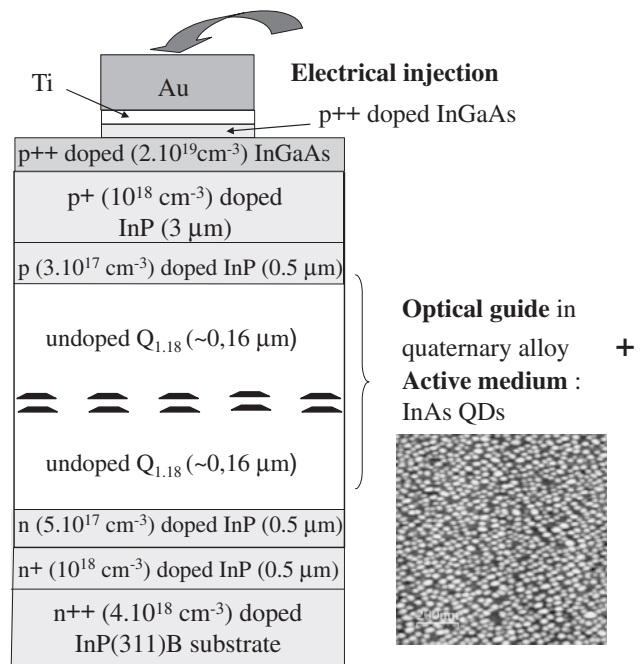 Electrical injection
Ti
Au
p++ doped InGaAs
p++ doped (2.10¹⁹cm⁻³) InGaAs
p+ (10¹⁸ cm⁻³) doped
InP (3 μm)
p (3.10¹⁷ cm⁻³) doped InP (0.5 μm)
undoped Q₁.₁₈ (~0,16 μm)
undoped Q₁.₁₈ (~0,16 μm)
n (5.10¹⁷ cm⁻³) doped InP (0.5 μm)
n+ (10¹⁸ cm⁻³) doped InP (0.5 μm)
n++ (4.10¹⁸ cm⁻³) doped
InP(311)B substrate
Optical guide in
quaternary alloy +
Active medium :
InAs QDs